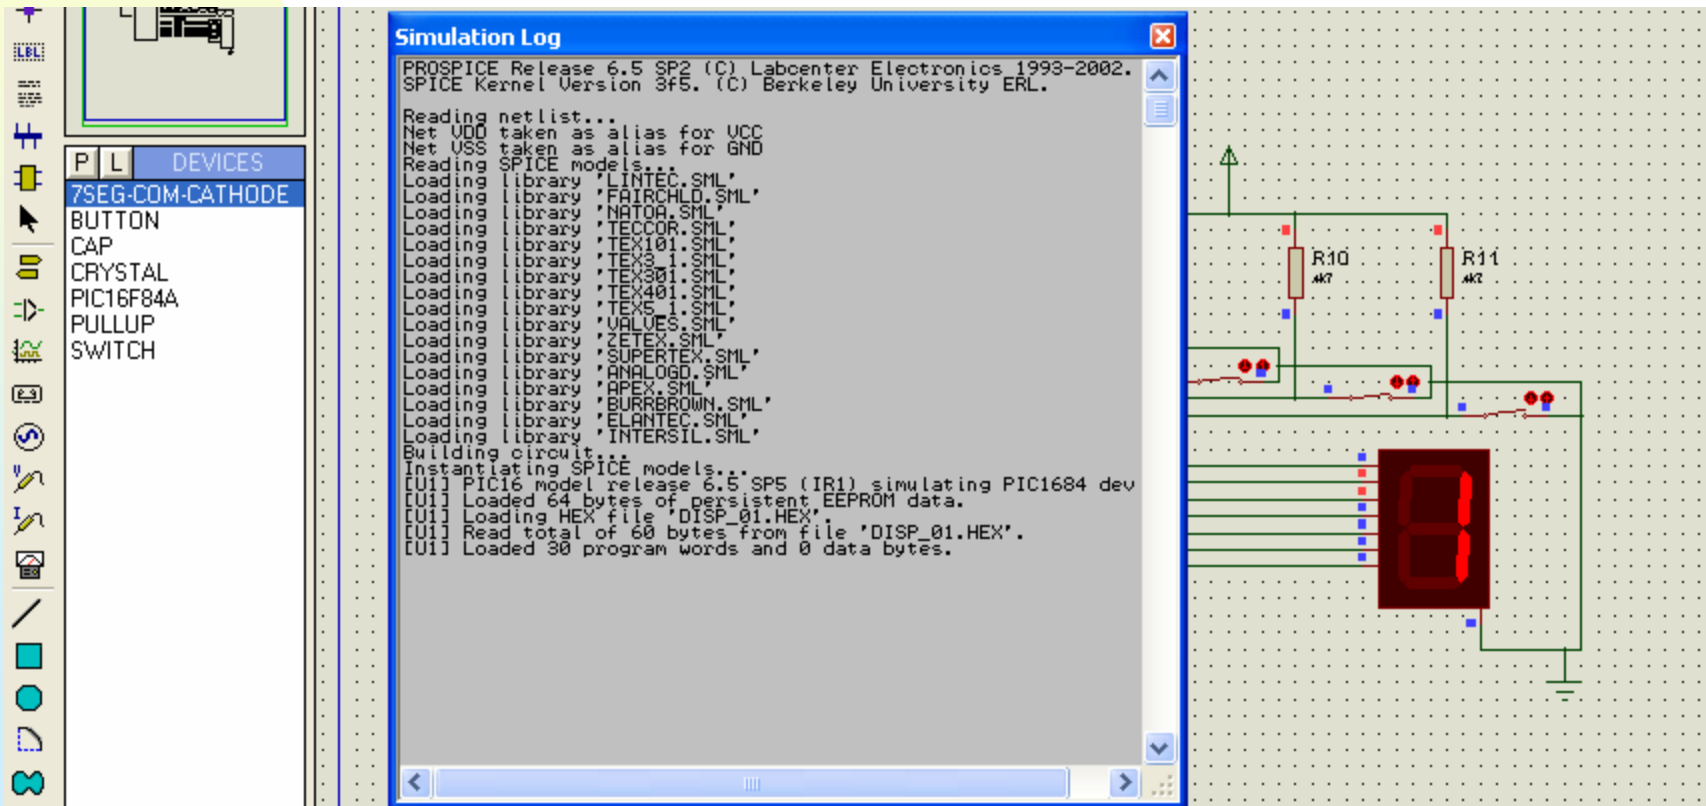 LBL
P L DEVICES
7SEG-COM-CATHODE
BUTTON
CAP
CRYSTAL
PIC16F84A
PULLUP
SWITCH
Simulation Log
PROSPICE Release 6.5 SP2 (C) Labcenter Electronics 1993-2002.
SPICE Kernel Version 3f5. (C) Berkeley University ERL.
Reading netlist...
Net VDD taken as alias for VCC
Net VSS taken as alias for GND
Reading SPICE models...
Loading library 'LINTEC.SML'
Loading library 'FAIRCHLD.SML'
Loading library 'NATOA.SML'
Loading library 'TECCOR.SML'
Loading library 'TEX101.SML'
Loading library 'TEX3_1.SML'
Loading library 'TEX301.SML'
Loading library 'TEX401.SML'
Loading library 'TEX5_1.SML'
Loading library 'VALVES.SML'
Loading library 'ZETEX.SML'
Loading library 'SUPERTEX.SML'
Loading library 'ANALOGD.SML'
Loading library 'APEX.SML'
Loading library 'BURRBROWN.SML'
Loading library 'ELANTEC.SML'
Loading library 'INTERSIL.SML'
Building circuit...
Instantiating SPICE models...
[U1] PIC16 model release 6.5 SP5 (IR1) simulating PIC1684 dev
[U1] Loaded 64 bytes of persistent EEPROM data.
[U1] Loading HEX file 'DISP_01.HEX'.
[U1] Read total of 60 bytes from file 'DISP_01.HEX'.
[U1] Loaded 30 program words and 0 data bytes.
R10
4k7
R11
4k7
1